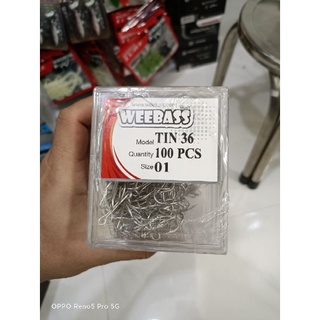 WEEBASS
Model TIN 36
Quantity 100 PCS
Size 01
OPPO Reno5 Pro 5G